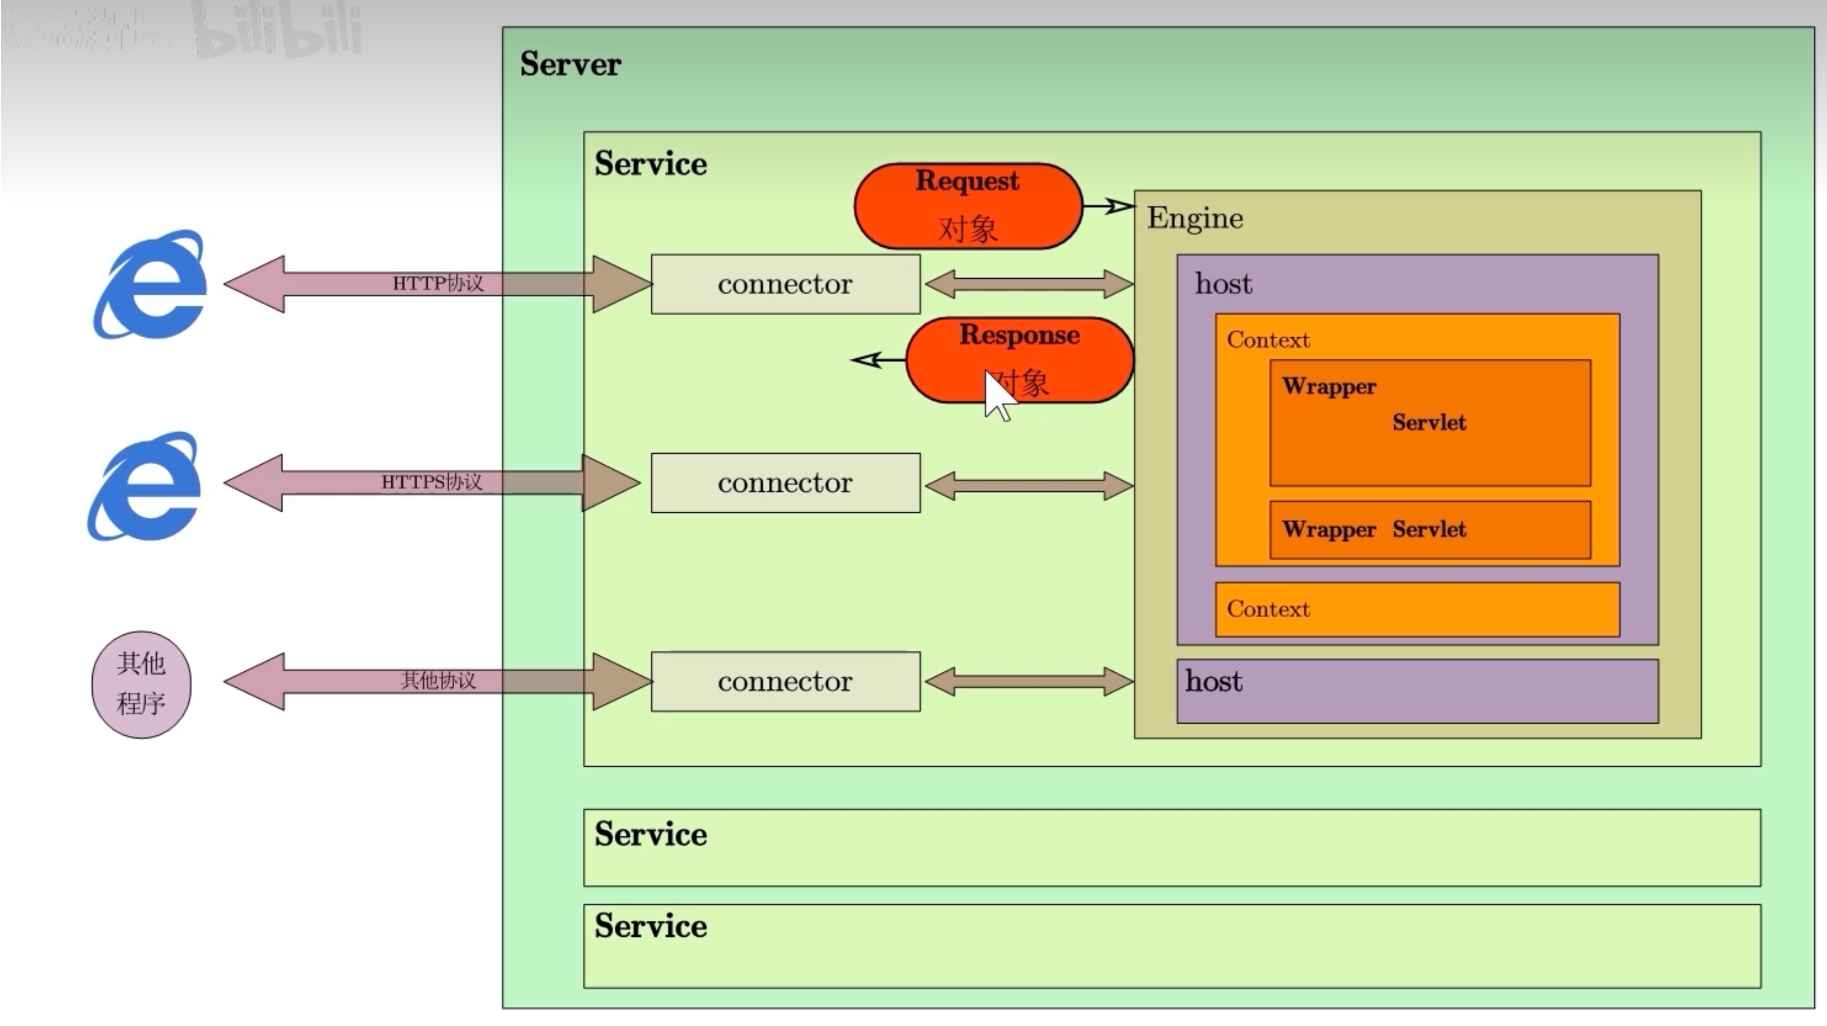 bilibili
Server
Service
Request
对象
Engine
HTTP协议
connector
host
Response
对象
Context
Wrapper
Servlet
HTTPS协议
connector
Wrapper Servlet
Context
其他
程序
其他协议
connector
host
Service
Service